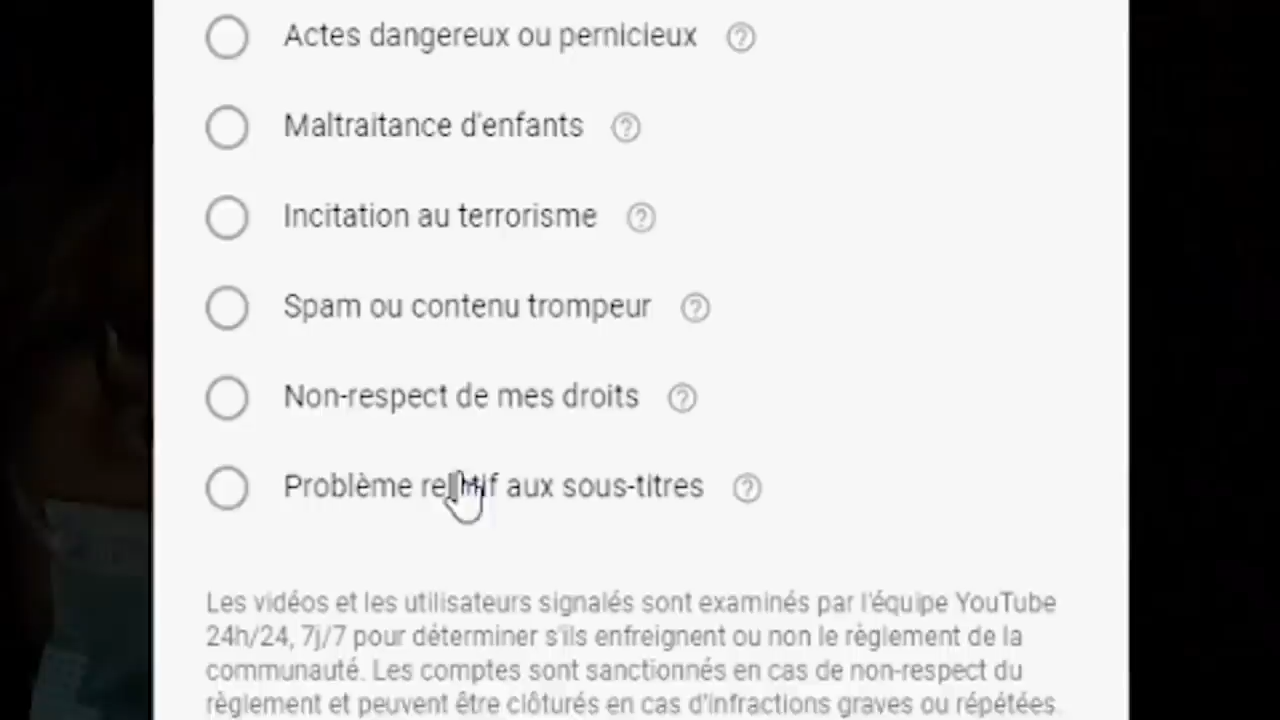 Actes dangereux ou pernicieux
Maltraitance d'enfants
Incitation au terrorisme
Spam ou contenu trompeur
Non-respect de mes droits
Problème relatif aux sous-titres
Les vidéos et les utilisateurs signalés sont examinés par l'équipe YouTube
24h/24, 7j/7 pour déterminer s'ils enfreignent ou non le règlement de la
communauté. Les comptes sont sanctionnés en cas de non-respect du
règlement et peuvent être clôturés en cas d'infractions graves ou répétées.